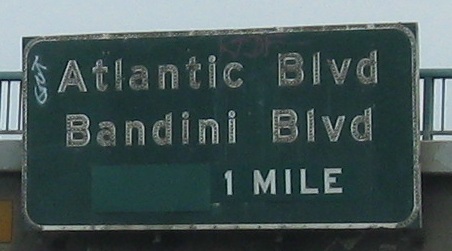 Atlantic Blvd
Bandini Blvd
1 MILE